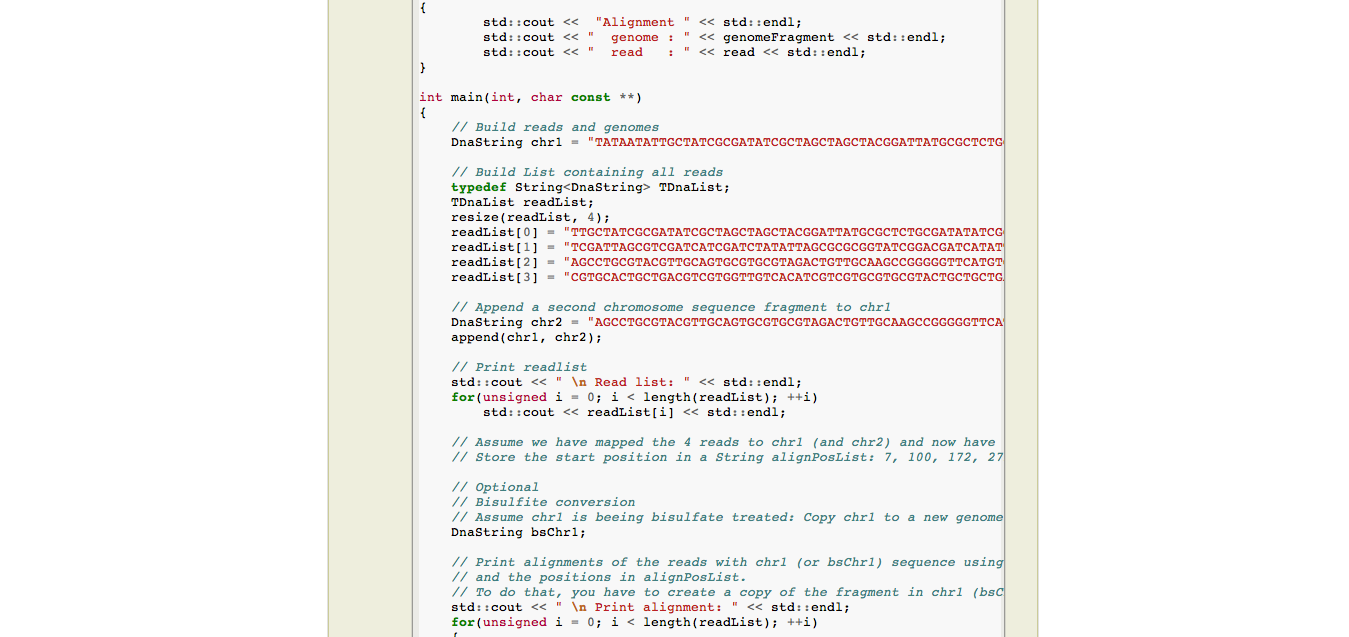 {
        std::cout <<  "Alignment " << std::endl;
        std::cout << "  genome : " << genomeFragment << std::endl;
        std::cout << "  read   : " << read << std::endl;
}
int main(int, char const **)
{
    // Build reads and genomes
    DnaString chr1 = "TATAATATTGCTATCGCGATATCGCTAGCTAGCTACGGATTATGCGCTCTG
    // Build List containing all reads
    typedef String<DnaString> TDnaList;
    TDnaList readList;
    resize(readList, 4);
    readList[0] = "TTGCTATCGCGATATCGCTAGCTAGCTACGGATTATGCGCTCTGCGATATATCG
    readList[1] = "TCGATTAGCGTCGATCATCGATCTATATTAGCGCGCGGTATCGGACGATCATAT
    readList[2] = "AGCCTGCGTACGTTGCAGTGCGTGCGTAGACTGTTGCAAGCCGGGGGTTCATGT
    readList[3] = "CGTGCACTGCTGACGTCGTGGTTGTCACATCGTCGTGCGTGCGTACTGCTGCTG
    // Append a second chromosome sequence fragment to chr1
    DnaString chr2 = "AGCCTGCGTACGTTGCAGTGCGTGCGTAGACTGTTGCAAGCCGGGGGTTCA
    append(chr1, chr2);
    // Print readlist
    std::cout << " \n Read list: " << std::endl;
    for(unsigned i = 0; i < length(readList); ++i)
        std::cout << readList[i] << std::endl;
    // Assume we have mapped the 4 reads to chr1 (and chr2) and now have
    // Store the start position in a String alignPosList: 7, 100, 172, 27
    // Optional
    // Bisulfite conversion
    // Assume chr1 is beeing bisulfate treated: Copy chr1 to a new genome
    DnaString bsChr1;
    // Print alignments of the reads with chr1 (or bsChr1) sequence using
    // and the positions in alignPosList.
    // To do that, you have to create a copy of the fragment in chr1 (bsC
    std::cout << " \n Print alignment: " << std::endl;
    for(unsigned i = 0; i < length(readList); ++i)
    {